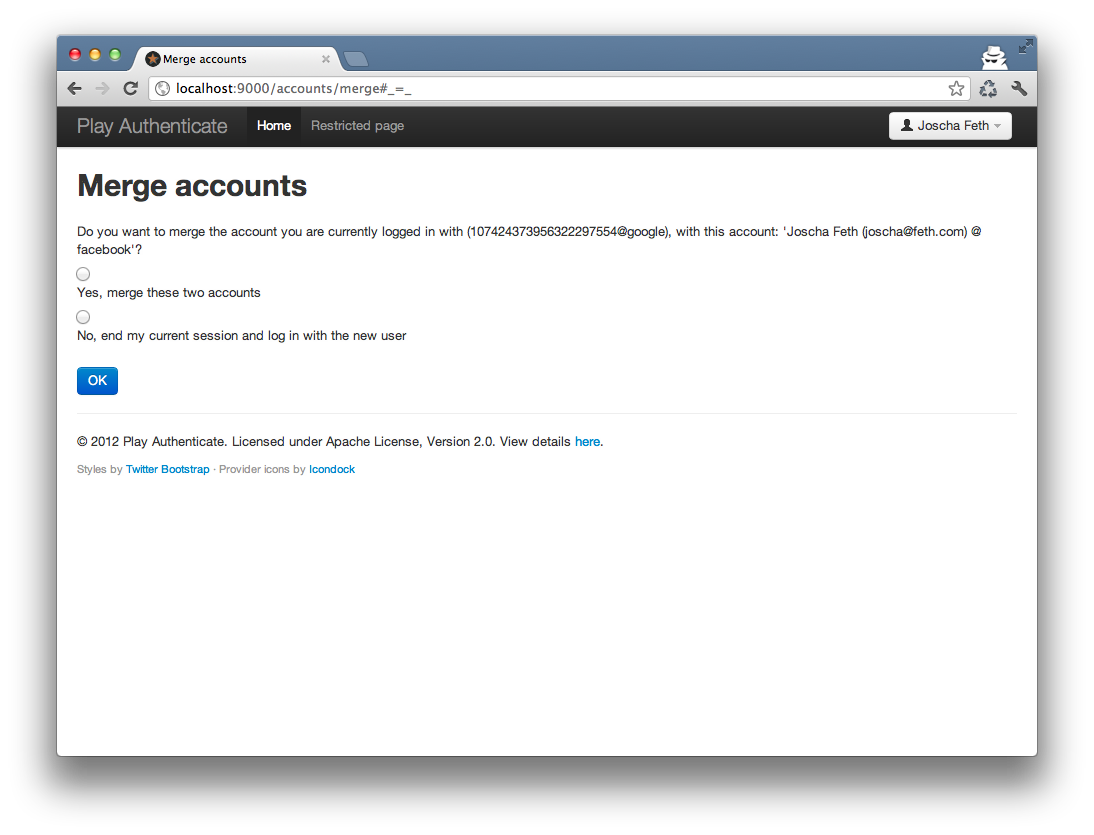 Merge accounts
localhost:9000/accounts/merge#_=_
Play Authenticate Home Restricted page Joscha Feth
Merge accounts
Do you want to merge the account you are currently logged in with (107424373956322297554@google), with this account: 'Joscha Feth (joscha@feth.com) @
facebook'?
Yes, merge these two accounts
No, end my current session and log in with the new user
OK
© 2012 Play Authenticate. Licensed under Apache License, Version 2.0. View details here.
Styles by Twitter Bootstrap · Provider icons by Icondock